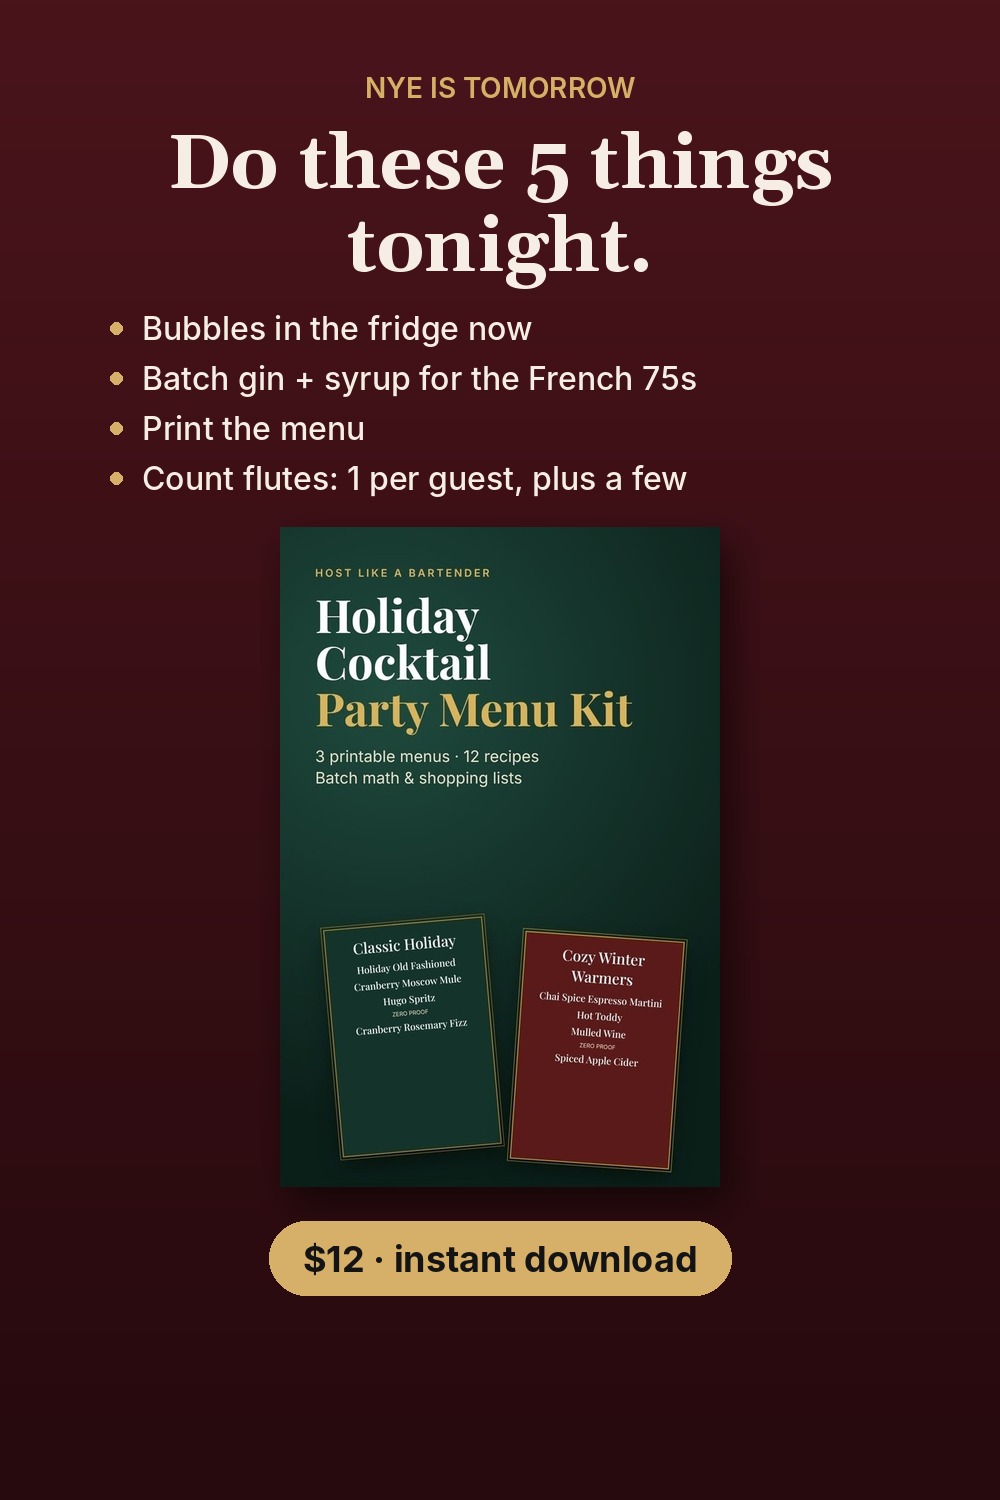 NYE IS TOMORROW
Do these 5 things
tonight.
Bubbles in the fridge now
Batch gin + syrup for the French 75s
Print the menu
Count flutes: 1 per guest, plus a few
HOST LIKE A BARTENDER
Holiday
Cocktail
Party Menu Kit
3 printable menus · 12 recipes
Batch math & shopping lists
Classic Holiday
Holiday Old Fashioned
Cranberry Moscow Mule
Hugo Spritz
ZERO PROOF
Cranberry Rosemary Fizz
Cozy Winter
Warmers
Chai Spice Espresso Martini
Hot Toddy
Mulled Wine
ZERO PROOF
Spiced Apple Cider
$12 · instant download